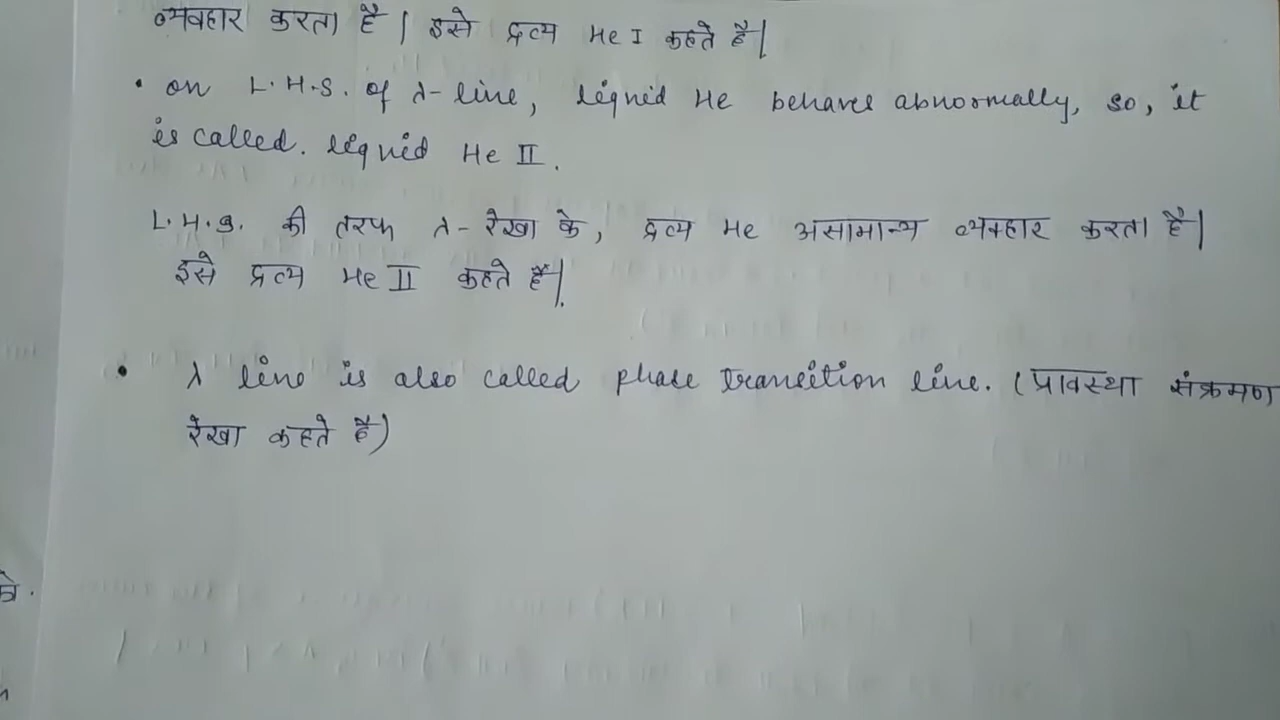 व्यवहार करता है| इसे द्रव्य He I कहते है|
• on L.H.S. of λ-line, liquid He behaves abnormally, so, it
is called. liquid He II.
L.H.S. की तरफ λ-रेखा के, द्रव्य He असामान्य व्यवहार करता है|
इसे द्रव्य He II कहते हैं|.
• λ line is also called phase transition line. (प्रावस्था संक्रमण
रेखा कहते है)